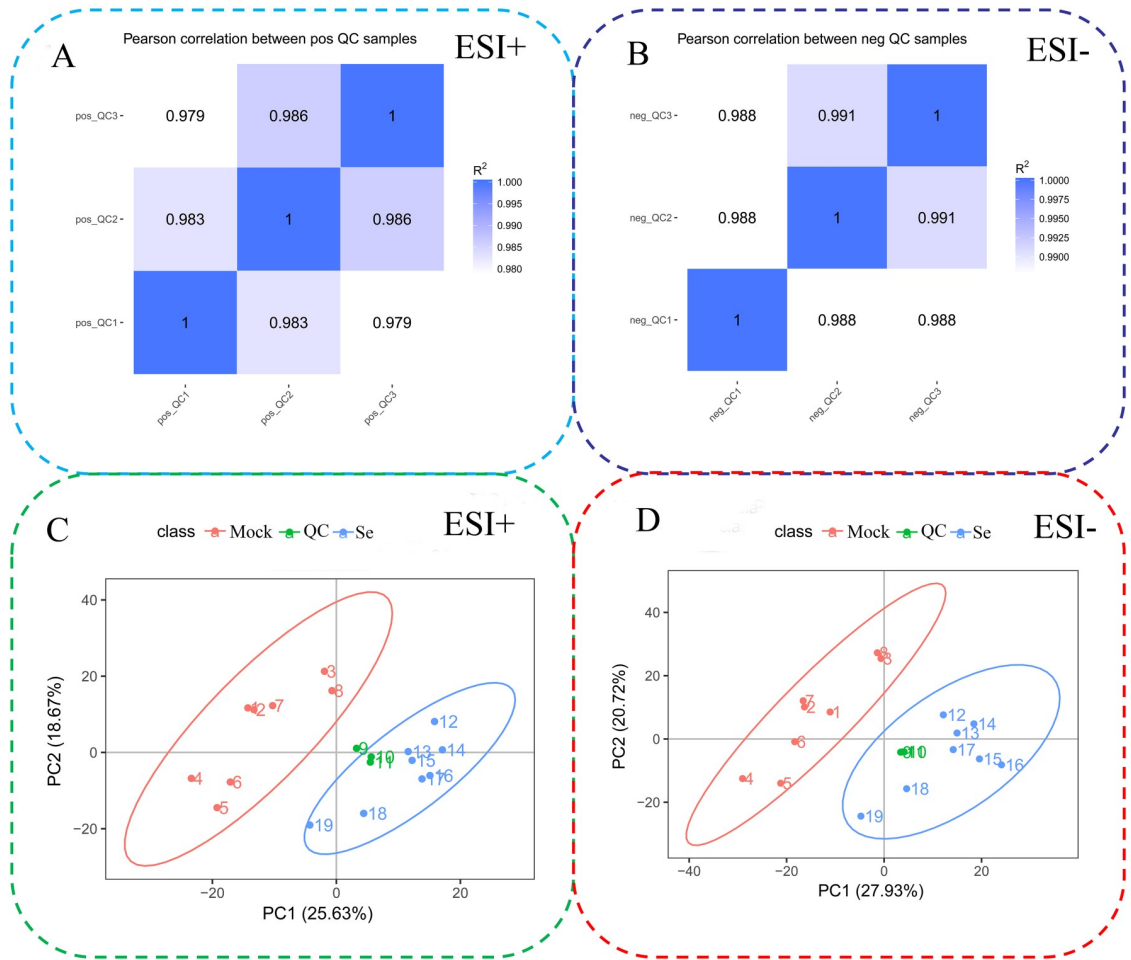 A
Pearson correlation between pos QC samples
ESI+
pos_QC3
0.979
0.986
1
pos_QC2
0.983
1
0.986
pos_QC1
1
0.983
0.979
pos_QC1
pos_QC2
pos_QC3
R²
1.000
0.995
0.990
0.985
0.980
B
Pearson correlation between neg QC samples
ESI-
neg_QC3
0.988
0.991
1
neg_QC2
0.988
1
0.991
neg_QC1
1
0.988
0.988
neg_QC1
neg_QC2
neg_QC3
R²
1.0000
0.9975
0.9950
0.9925
0.9900
C
class a Mock a QC a Se
ESI+
PC2 (18.67%)
40
20
0
−20
3
8
2
7
4
6
5
9
10
11
12
13
14
15
16
17
18
19
−20
0
20
PC1 (25.63%)
D
class a Mock a QC a Se
ESI-
PC2 (20.72%)
40
20
0
−20
3
7
2
1
6
4
5
10
12
14
13
17
15
16
18
19
−40
−20
0
20
PC1 (27.93%)